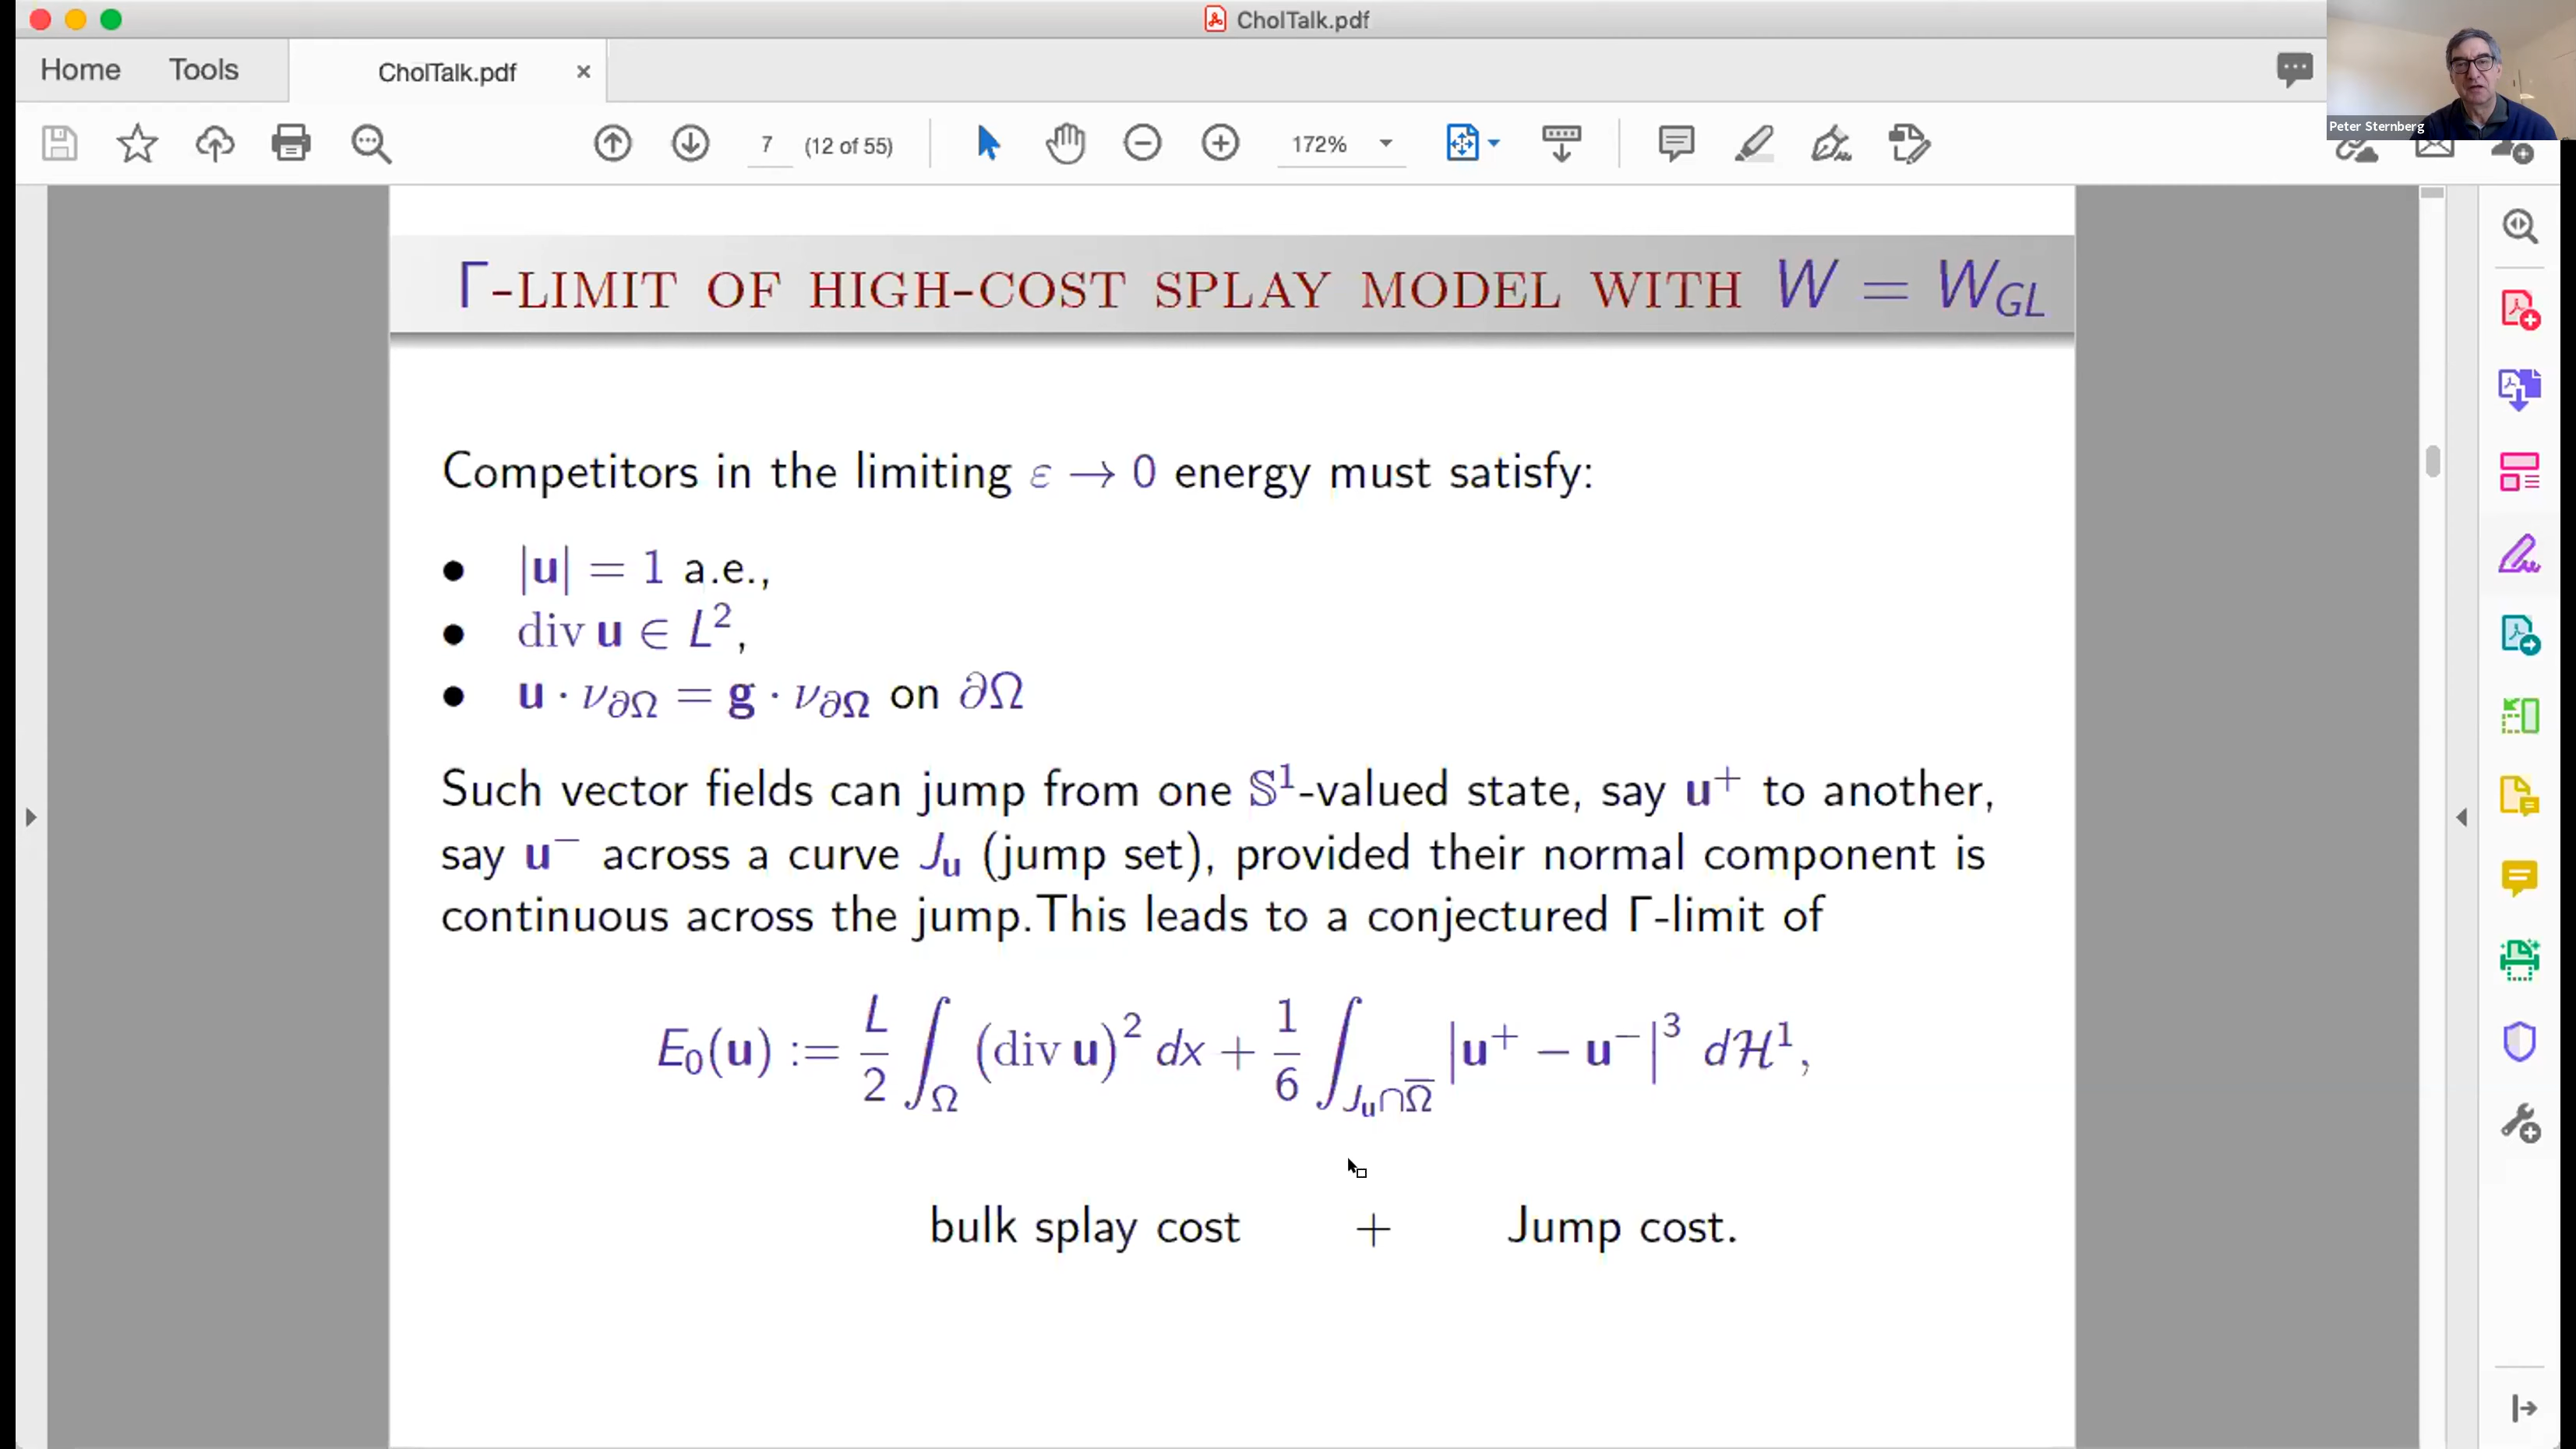 CholTalk.pdf
Home Tools CholTalk.pdf ×
Peter Sternberg
7 (12 of 55) 172%
Γ-LIMIT OF HIGH-COST SPLAY MODEL WITH W = W_{GL}
Competitors in the limiting ε → 0 energy must satisfy:
• |u| = 1 a.e.,
• div u ∈ L²,
• u · ν_{∂Ω} = g · ν_{∂Ω} on ∂Ω
Such vector fields can jump from one 𝕊¹-valued state, say u⁺ to another,
say u⁻ across a curve J_u (jump set), provided their normal component is
continuous across the jump.This leads to a conjectured Γ-limit of
E₀(u) := L/2 ∫_Ω (div u)² dx + 1/6 ∫_{J_u∩Ω̅} |u⁺ − u⁻|³ dℋ¹,
bulk splay cost + Jump cost.